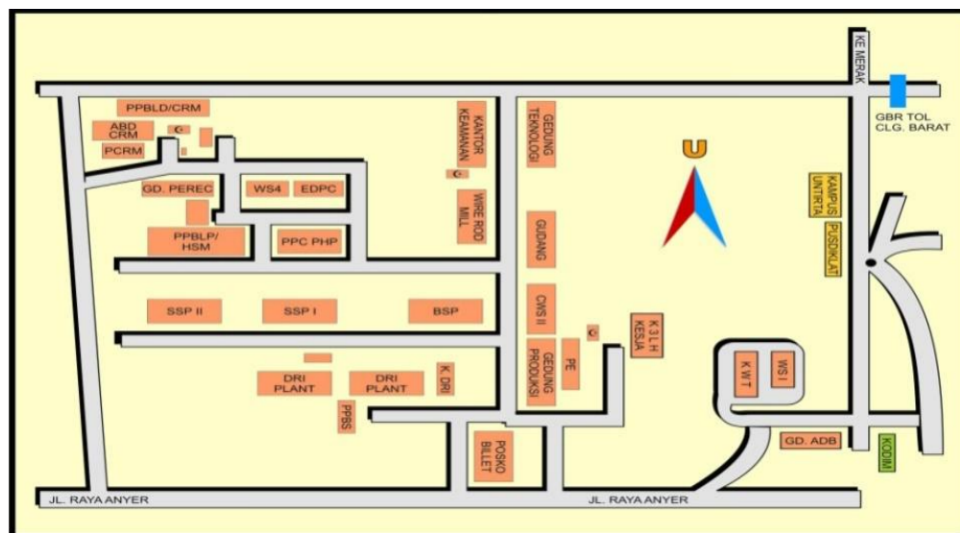 KE MERAK
GBR TOL
CLG. BARAT
PPBLD/CRM
ABD
CRM
PCRM
KANTOR
KEAMANAN
GEDUNG
TEKNOLOGI
U
GD. PEREC
WS4
EDPC
WIRE ROD
MILL
KAMPUS
UNTIRTA
PPBLP/
HSM
PPC PHP
GUDANG
PUSDIKLAT
SSP II
SSP I
BSP
CWS II
K 3 L H
KESJA
DRI
PLANT
DRI
PLANT
K. DRI
GEDUNG
PRODUKSI
PE
K W T
WS I
PPBS
POSKO
BILLET
GD. ADB
KODIM
JL. RAYA ANYER
JL. RAYA ANYER